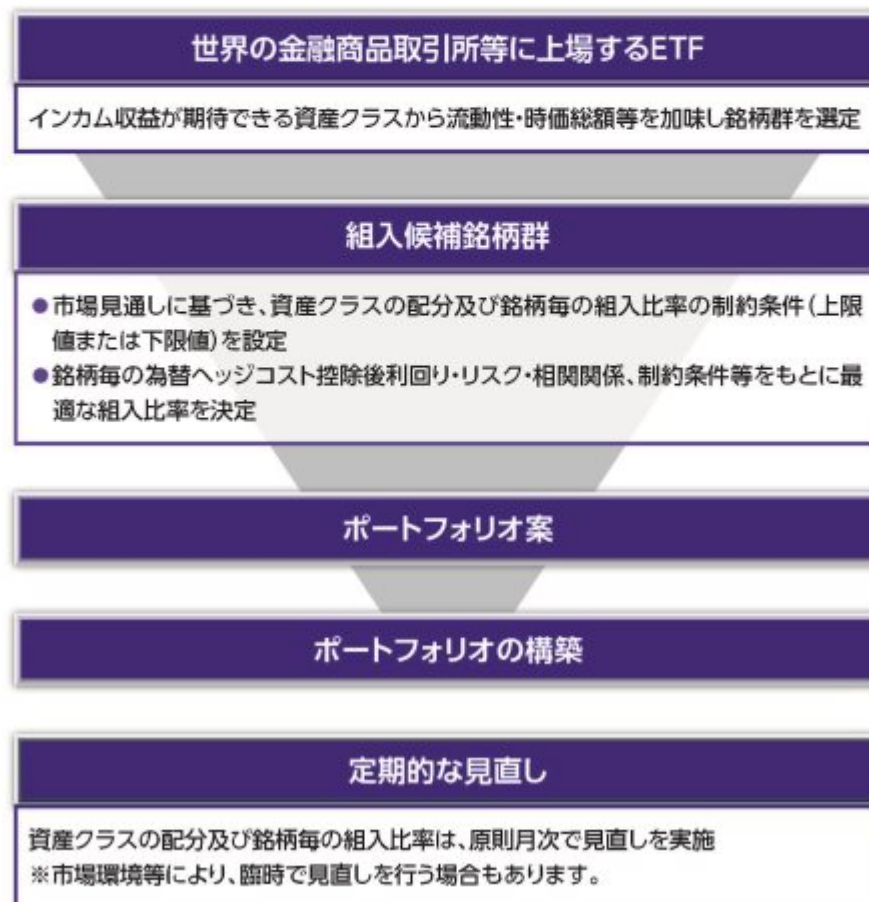 世界の金融商品取引所等に上場するETF
インカム収益が期待できる資産クラスから流動性・時価総額等を加味し銘柄群を選定
組入候補銘柄群
●市場見通しに基づき、資産クラスの配分及び銘柄毎の組入比率の制約条件(上限
値または下限値)を設定
●銘柄毎の為替ヘッジコスト控除後利回り・リスク・相関関係、制約条件等をもとに最
適な組入比率を決定
ポートフォリオ案
ポートフォリオの構築
定期的な見直し
資産クラスの配分及び銘柄毎の組入比率は、原則月次で見直しを実施
※市場環境等により、臨時で見直しを行う場合もあります。